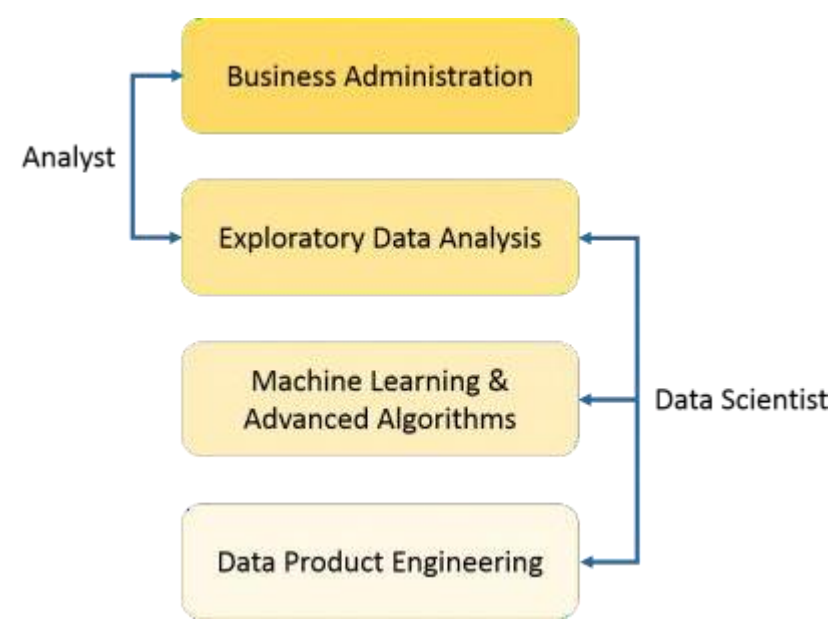 Business Administration
Analyst
Exploratory Data Analysis
Machine Learning &
Advanced Algorithms
Data Scientist
Data Product Engineering